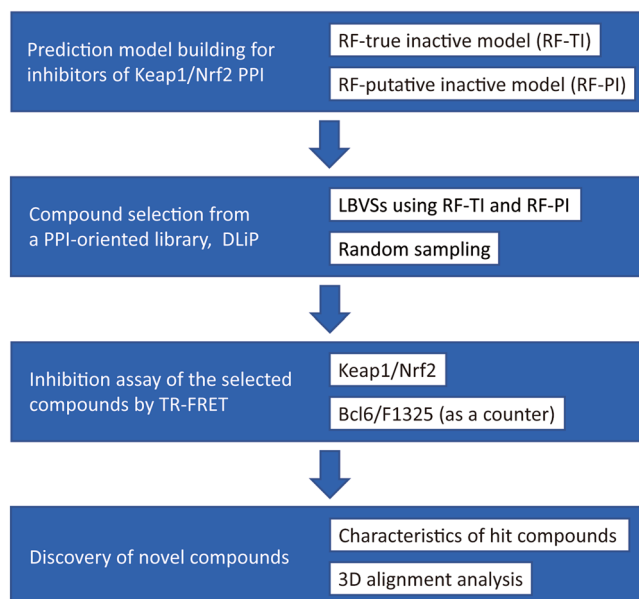 Prediction model building for
inhibitors of Keap1/Nrf2 PPI
RF-true inactive model (RF-TI)
RF-putative inactive model (RF-PI)
Compound selection from
a PPI-oriented library, DLiP
LBVSs using RF-TI and RF-PI
Random sampling
Inhibition assay of the selected
compounds by TR-FRET
Keap1/Nrf2
Bcl6/F1325 (as a counter)
Discovery of novel compounds
Characteristics of hit compounds
3D alignment analysis